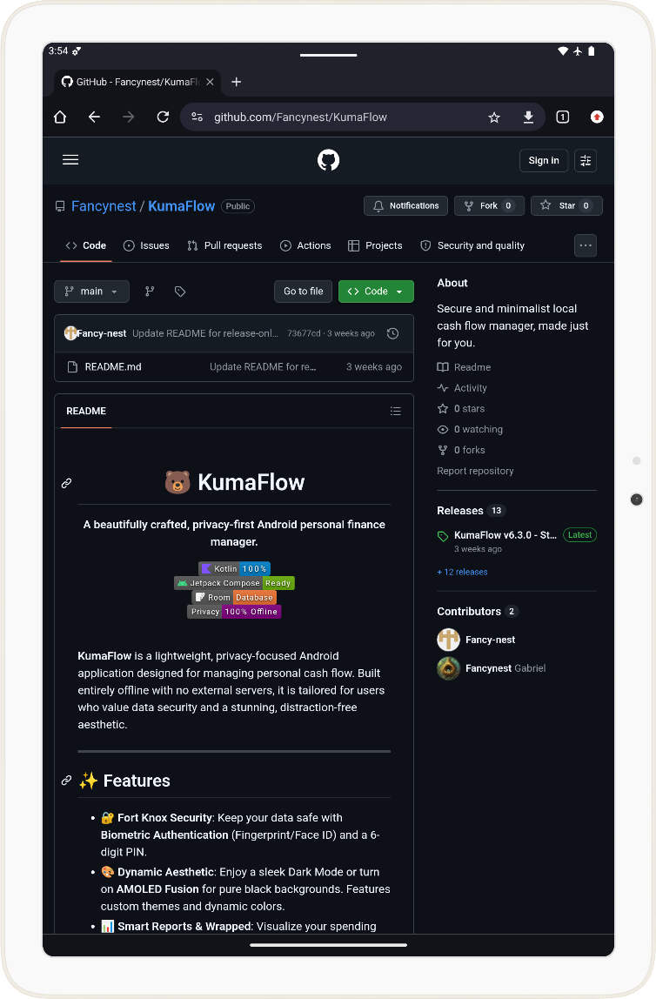 3:54
GitHub - Fancynest/KumaFl
github.com/Fancynest/KumaFlow
1
Sign in
Fancynest / KumaFlow Public
Notifications
Fork 0
Star 0
Code
Issues
Pull requests
Actions
Projects
Security and quality
main
Go to file
Code
Fancy-nest Update README for release-onl... 73677cd · 3 weeks ago
README.md Update README for re... 3 weeks ago
README
🐻 KumaFlow
A beautifully crafted, privacy-first Android personal finance
manager.
Kotlin 100%
Jetpack Compose Ready
Room Database
Privacy 100% Offline
KumaFlow is a lightweight, privacy-focused Android
application designed for managing personal cash flow. Built
entirely offline with no external servers, it is tailored for users
who value data security and a stunning, distraction-free
aesthetic.
✨ Features
• 🔐 Fort Knox Security: Keep your data safe with
Biometric Authentication (Fingerprint/Face ID) and a 6-
digit PIN.
• 🎨 Dynamic Aesthetic: Enjoy a sleek Dark Mode or turn
on AMOLED Fusion for pure black backgrounds. Features
custom themes and dynamic colors.
• 📊 Smart Reports & Wrapped: Visualize your spending
About
Secure and minimalist local
cash flow manager, made just
for you.
Readme
Activity
0 stars
0 watching
0 forks
Report repository
Releases 13
KumaFlow v6.3.0 - St... Latest
3 weeks ago
+ 12 releases
Contributors 2
Fancy-nest
Fancynest Gabriel